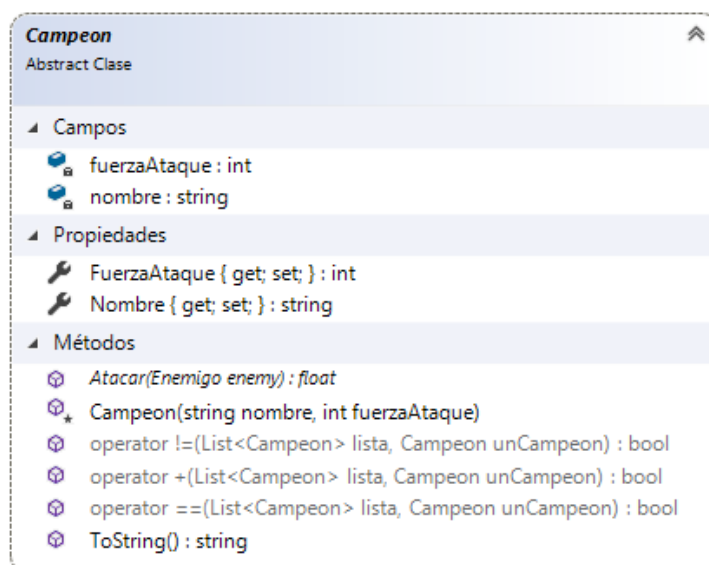 Campeon
Abstract Clase
Campos
fuerzaAtaque : int
nombre : string
Propiedades
FuerzaAtaque { get; set; } : int
Nombre { get; set; } : string
Métodos
Atacar(Enemigo enemy) : float
Campeon(string nombre, int fuerzaAtaque)
operator !=(List<Campeon> lista, Campeon unCampeon) : bool
operator +(List<Campeon> lista, Campeon unCampeon) : bool
operator ==(List<Campeon> lista, Campeon unCampeon) : bool
ToString() : string